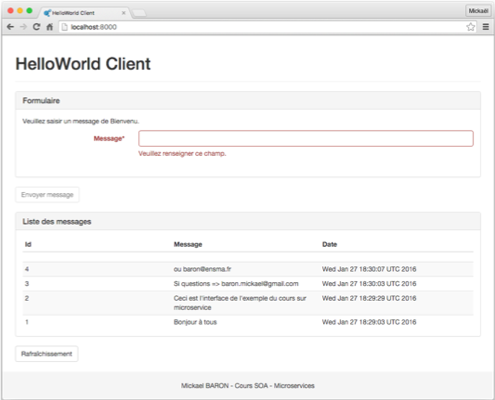 HelloWorld Client
Mickaël
localhost:8000
HelloWorld Client
Formulaire
Veuillez saisir un message de Bienvenu.
Message*
Veuillez renseigner ce champ.
Envoyer message
Liste des messages
Id Message Date
4 ou baron@ensma.fr Wed Jan 27 18:30:07 UTC 2016
3 Si questions => baron.mickael@gmail.com Wed Jan 27 18:30:03 UTC 2016
2 Ceci est l'interface de l'exemple du cours sur Wed Jan 27 18:29:29 UTC 2016
microservice
1 Bonjour à tous Wed Jan 27 18:29:03 UTC 2016
Rafraîchissement
Mickael BARON - Cours SOA - Microservices